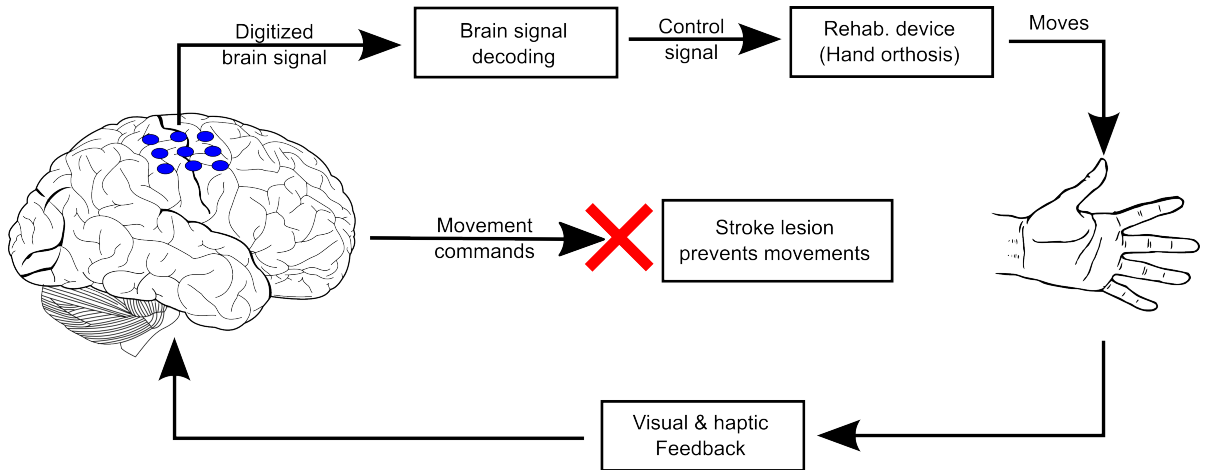 Digitized
brain signal
Brain signal
decoding
Control
signal
Rehab. device
(Hand orthosis)
Moves
Movement
commands
Stroke lesion
prevents movements
Visual & haptic
Feedback